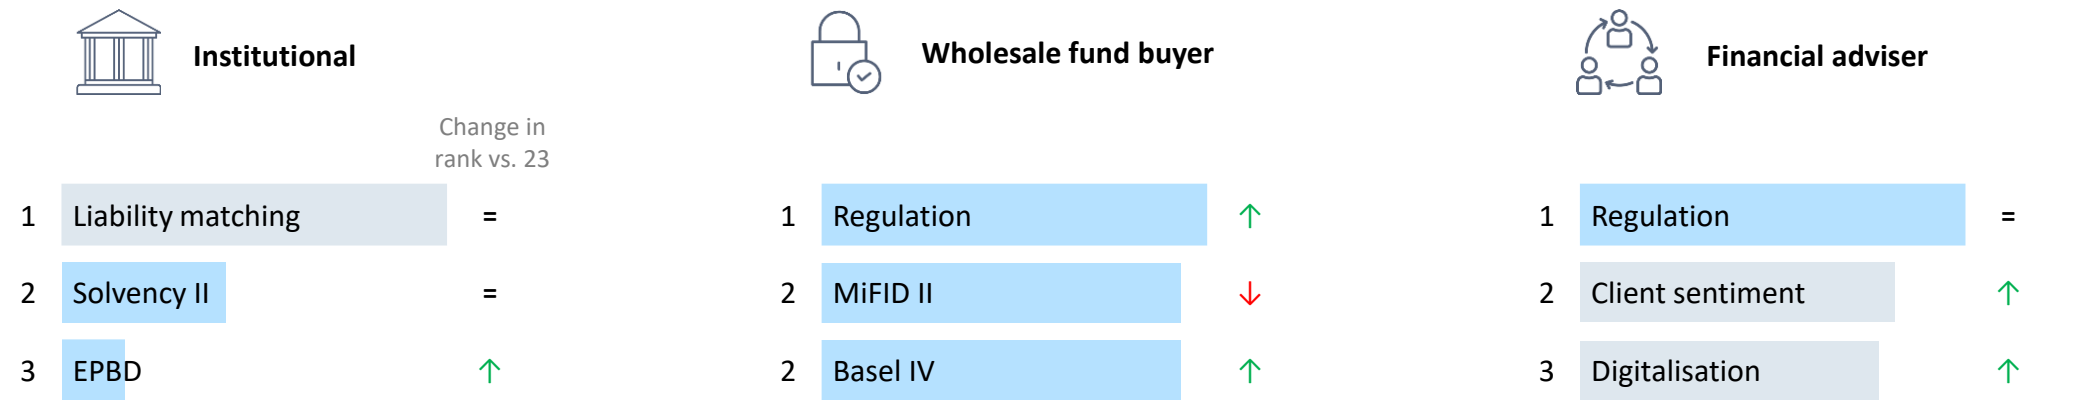 Institutional
Change in
rank vs. 23
1 Liability matching =
2 Solvency II =
3 EPBD ↑
Wholesale fund buyer
1 Regulation ↑
2 MiFID II ↓
2 Basel IV ↑
Financial adviser
1 Regulation =
2 Client sentiment ↑
3 Digitalisation ↑